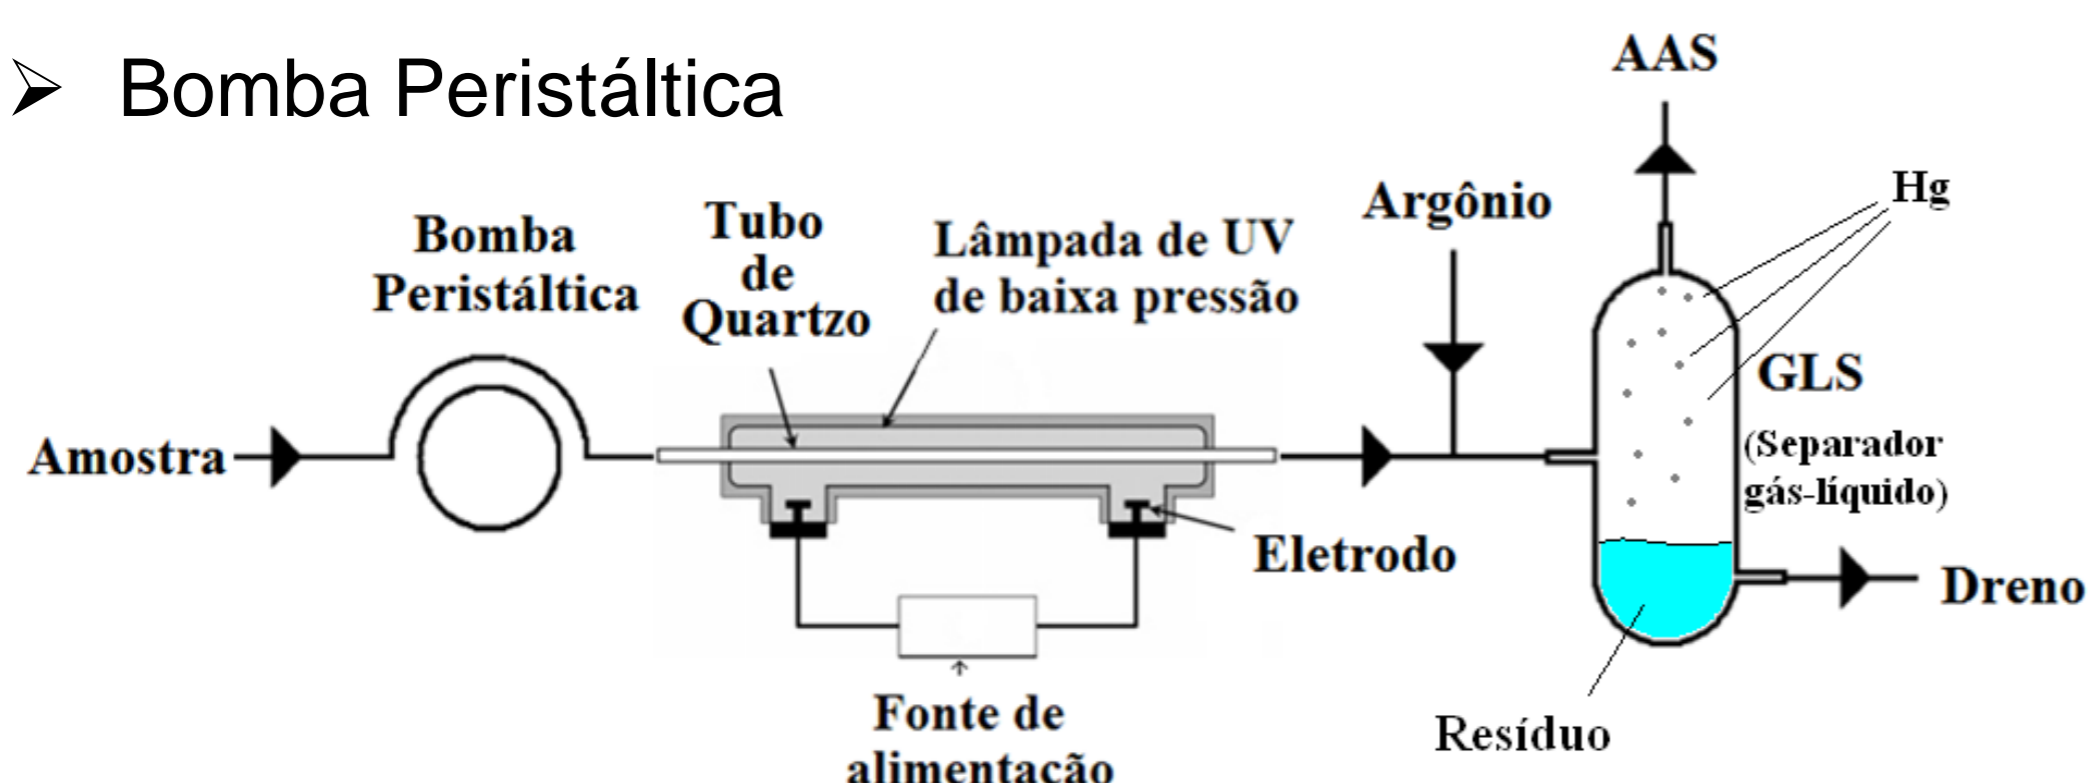 ➢ Bomba Peristáltica
AAS
Hg
Argônio
Bomba
Peristáltica
Tubo
de
Quartzo
Lâmpada de UV
de baixa pressão
GLS
(Separador
gás-líquido)
Amostra
Eletrodo
Dreno
Fonte de
alimentação
Resíduo